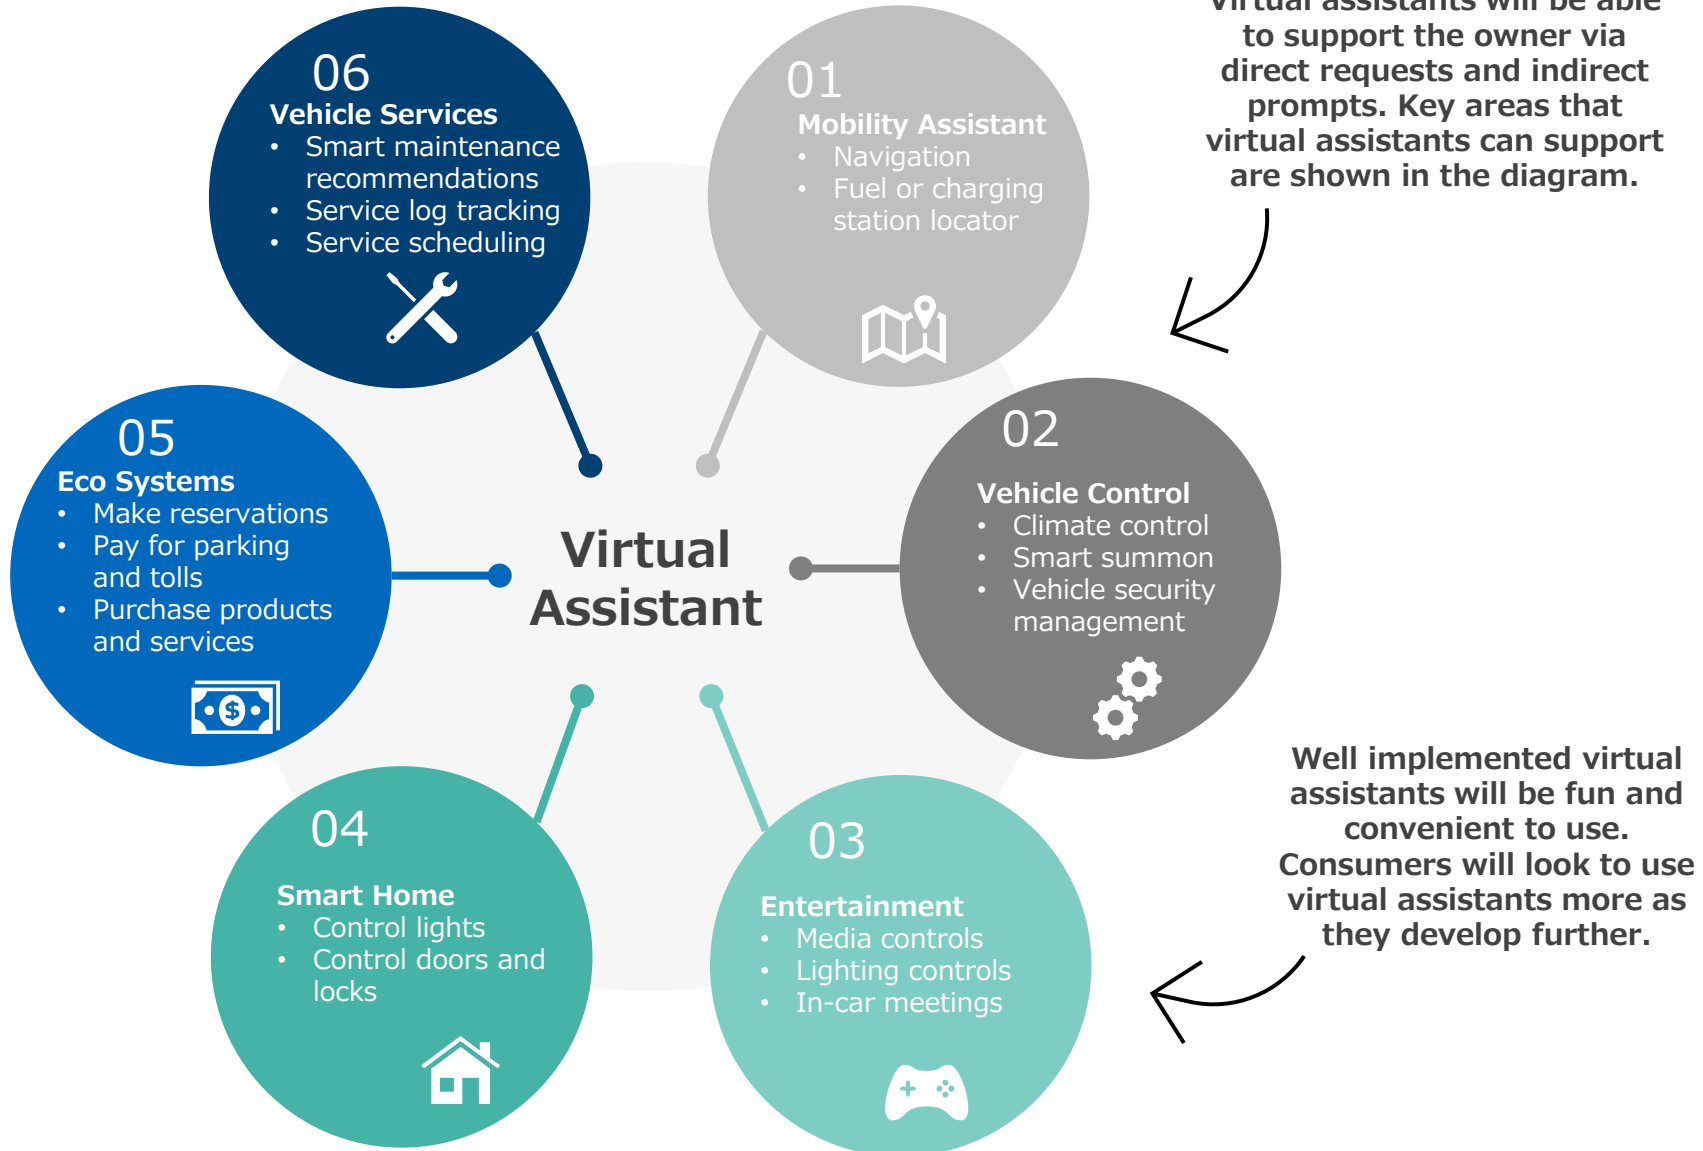 Virtual assistants will be able
to support the owner via
direct requests and indirect
prompts. Key areas that
virtual assistants can support
are shown in the diagram.
06
Vehicle Services
• Smart maintenance
recommendations
• Service log tracking
• Service scheduling
01
Mobility Assistant
• Navigation
• Fuel or charging
station locator
05
Eco Systems
• Make reservations
• Pay for parking
and tolls
• Purchase products
and services
$
Virtual
Assistant
02
Vehicle Control
• Climate control
• Smart summon
• Vehicle security
management
04
Smart Home
• Control lights
• Control doors and
locks
03
Entertainment
• Media controls
• Lighting controls
• In-car meetings
Well implemented virtual
assistants will be fun and
convenient to use.
Consumers will look to use
virtual assistants more as
they develop further.